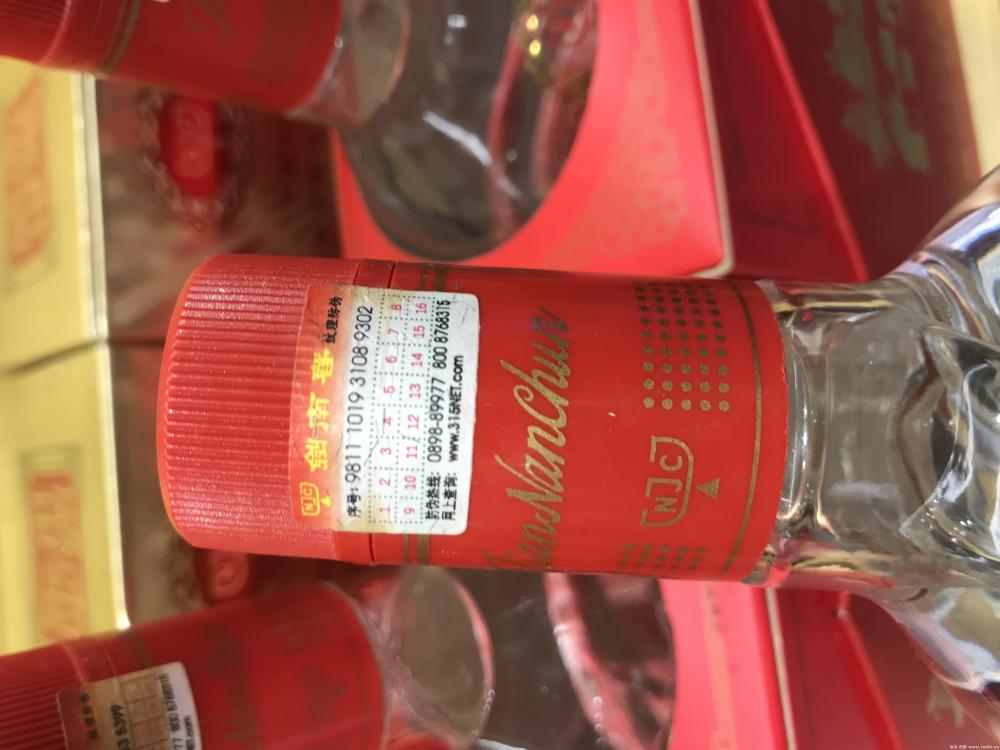 NJC
剑南春
纹理防伪
序号:9811 1019 3108 9302
1 2 3 4 5 6 7 8
9 10 11 12 13 14 15 16
防伪热线: 0898-89977 800 8768315
网上查询: www.315NET.com
JianNanChun
NJC